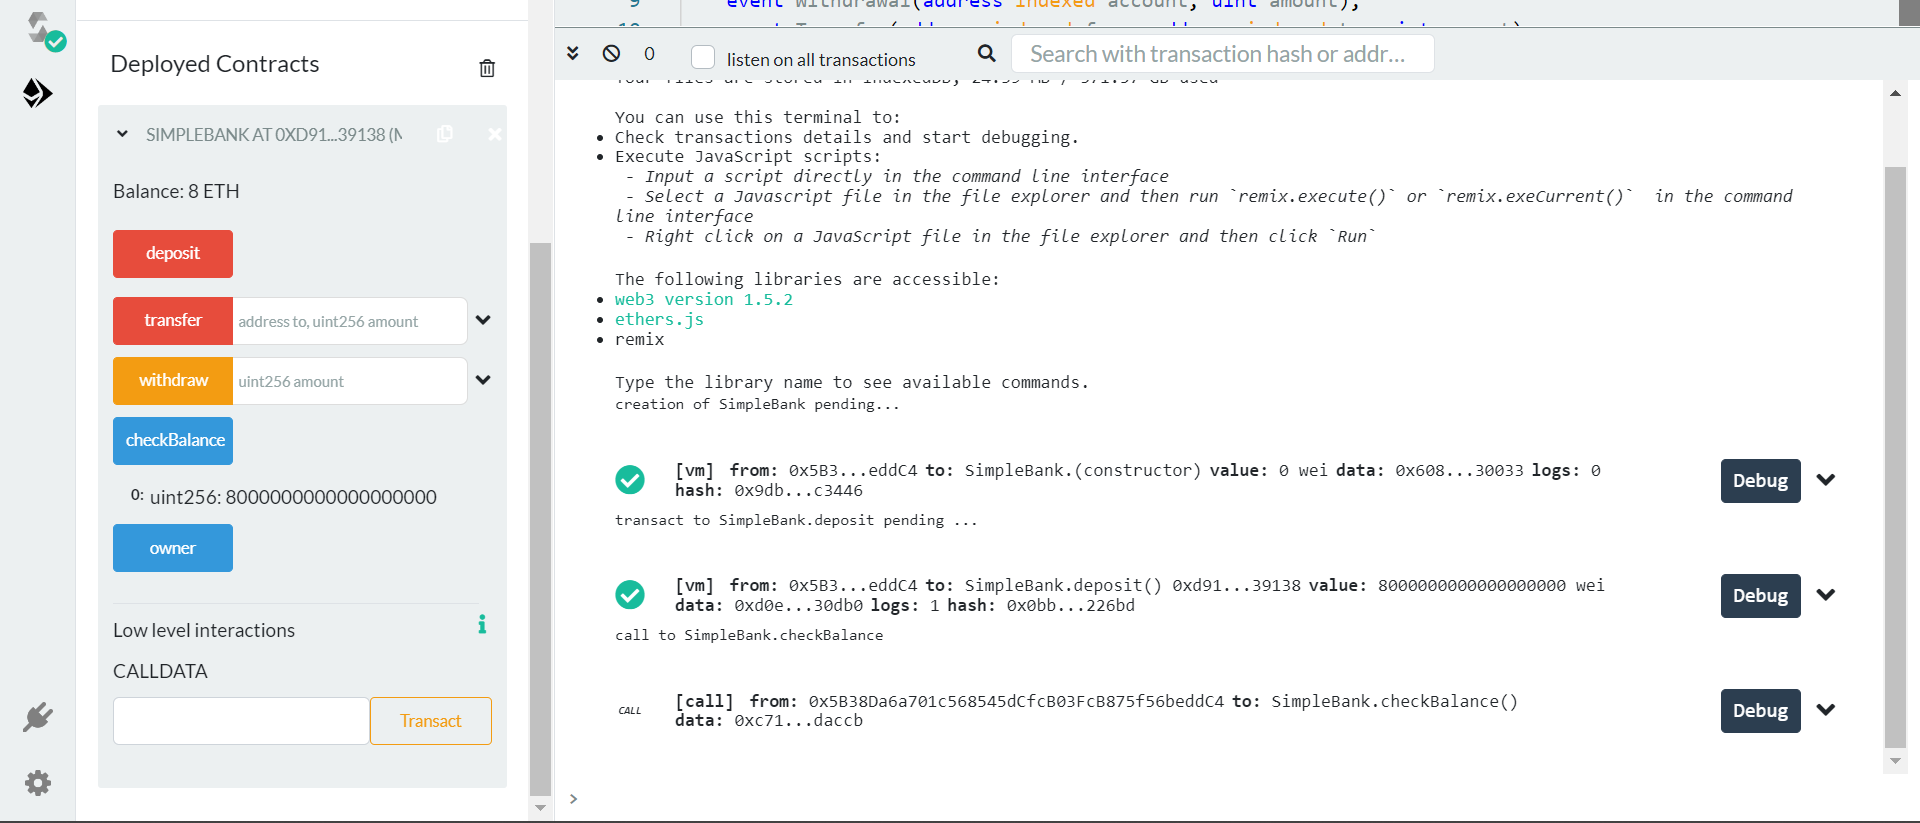 Deployed Contracts
SIMPLEBANK AT 0XD91...39138 (M
Balance: 8 ETH
deposit
transfer address to, uint256 amount
withdraw uint256 amount
checkBalance
0: uint256: 8000000000000000000
owner
Low level interactions
i
CALLDATA
Transact
9 event Withdrawal(address indexed account, uint amount);
0 listen on all transactions Search with transaction hash or addr...
Your files are stored in IndexedDB,
You can use this terminal to:
• Check transactions details and start debugging.
• Execute JavaScript scripts:
- Input a script directly in the command line interface
- Select a Javascript file in the file explorer and then run `remix.execute()` or `remix.exeCurrent()` in the command
line interface
- Right click on a JavaScript file in the file explorer and then click `Run`
The following libraries are accessible:
• web3 version 1.5.2
• ethers.js
• remix
Type the library name to see available commands.
creation of SimpleBank pending...
[vm] from: 0x5B3...eddC4 to: SimpleBank.(constructor) value: 0 wei data: 0x608...30033 logs: 0
hash: 0x9db...c3446
Debug
transact to SimpleBank.deposit pending ...
[vm] from: 0x5B3...eddC4 to: SimpleBank.deposit() 0xd91...39138 value: 8000000000000000000 wei
data: 0xd0e...30db0 logs: 1 hash: 0x0bb...226bd
Debug
call to SimpleBank.checkBalance
CALL [call] from: 0x5B38Da6a701c568545dCfcB03FcB875f56beddC4 to: SimpleBank.checkBalance()
data: 0xc71...daccb
Debug
>